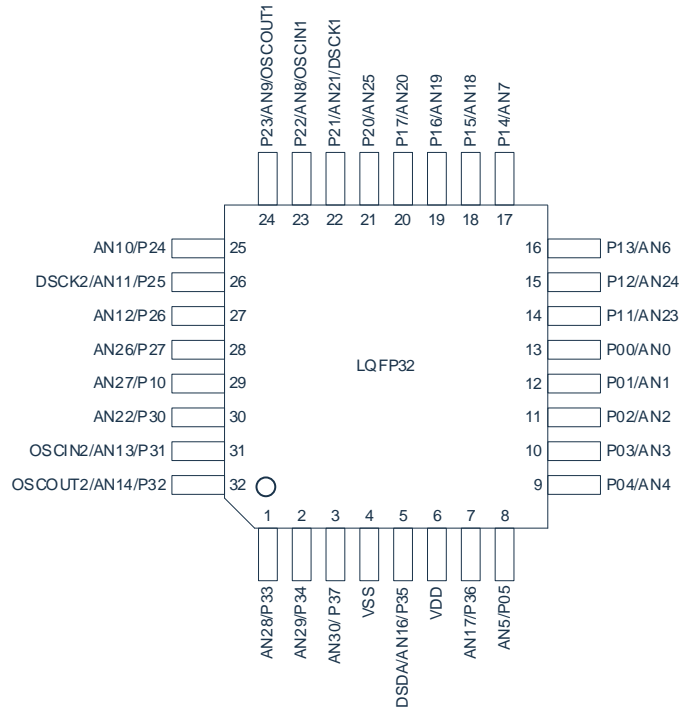 P23/AN9/OSCOUT1
P22/AN8/OSCIN1
P21/AN21/DSCK1
P20/AN25
P17/AN20
P16/AN19
P15/AN18
P14/AN7
24 23 22 21 20 19 18 17
AN10/P24 25
16 P13/AN6
DSCK2/AN11/P25 26
15 P12/AN24
AN12/P26 27
14 P11/AN23
AN26/P27 28
LQFP32
13 P00/AN0
AN27/P10 29
12 P01/AN1
AN22/P30 30
11 P02/AN2
OSCIN2/AN13/P31 31
10 P03/AN3
OSCOUT2/AN14/P32 32
9 P04/AN4
1 2 3 4 5 6 7 8
AN28/P33
AN29/P34
AN30/ P37
VSS
DSDA/AN16/P35
VDD
AN17/P36
AN5/P05